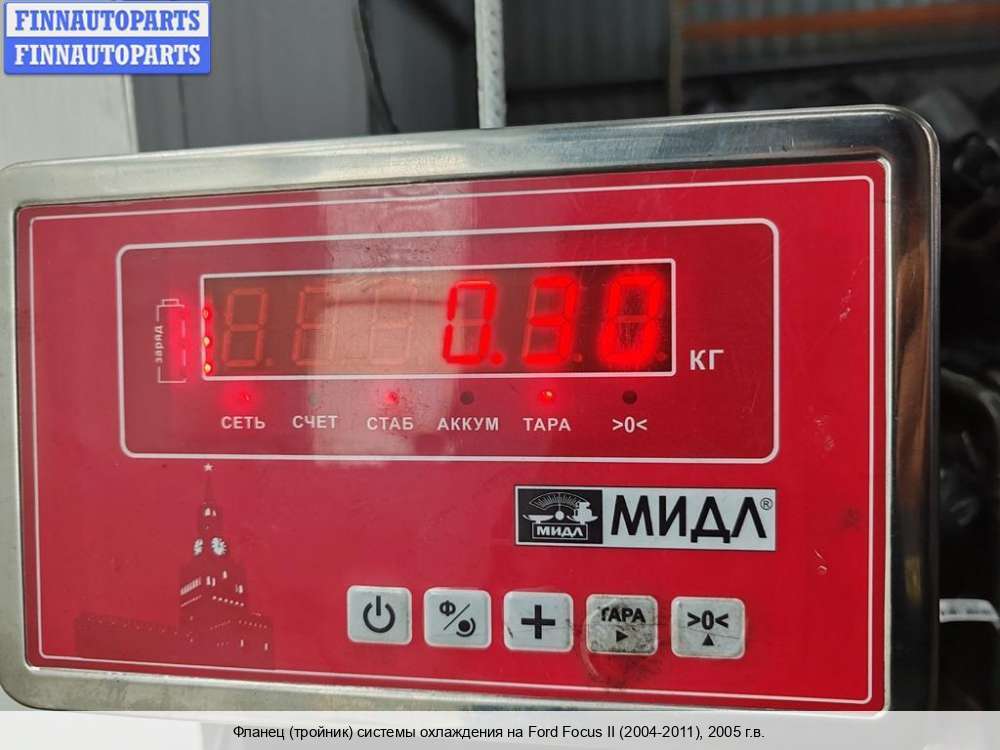 FINNAUTOPARTS
FINNAUTOPARTS
заряд
0.30
КГ
СЕТЬ СЧЕТ СТАБ АККУМ ТАРА >0<
МИДЛ МИДЛ®
Ф ТАРА >0<
Фланец (тройник) системы охлаждения на Ford Focus II (2004-2011), 2005 г.в.